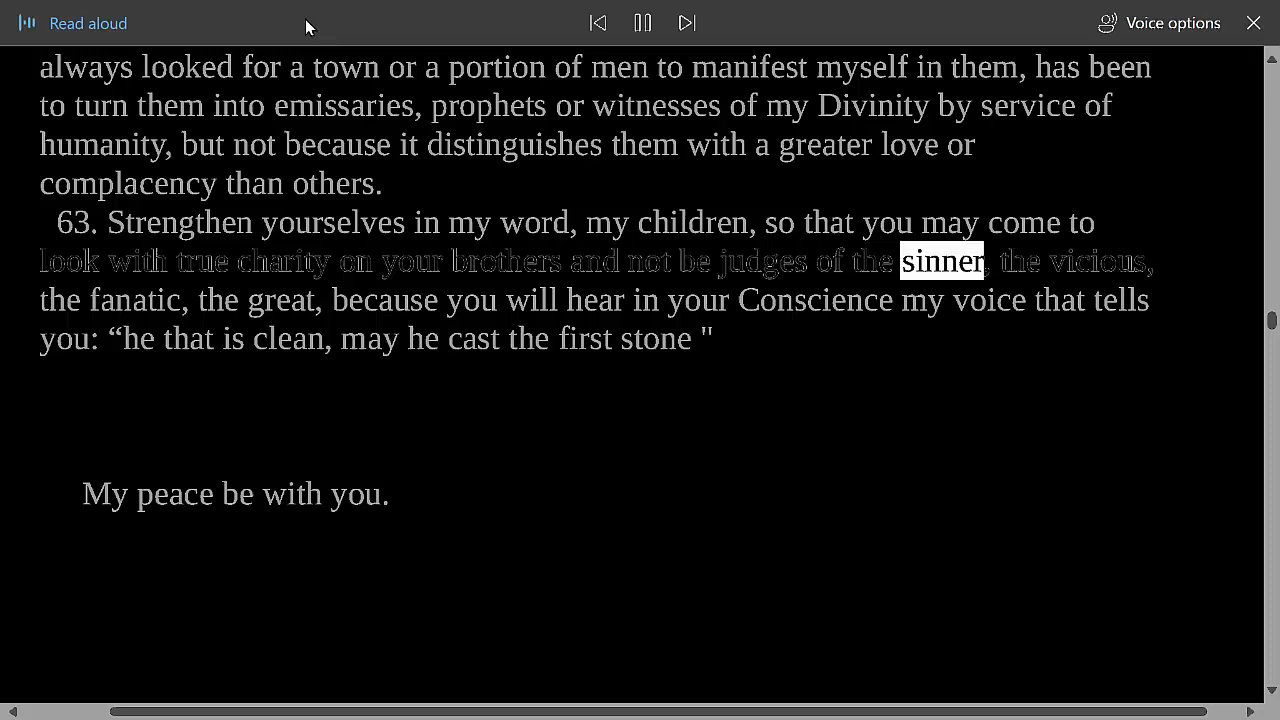 Read aloud
Voice options
always looked for a town or a portion of men to manifest myself in them, has been
to turn them into emissaries, prophets or witnesses of my Divinity by service of
humanity, but not because it distinguishes them with a greater love or
complacency than others.
63. Strengthen yourselves in my word, my children, so that you may come to
look with true charity on your brothers and not be judges of the sinner, the vicious,
the fanatic, the great, because you will hear in your Conscience my voice that tells
you: “he that is clean, may he cast the first stone "
My peace be with you.